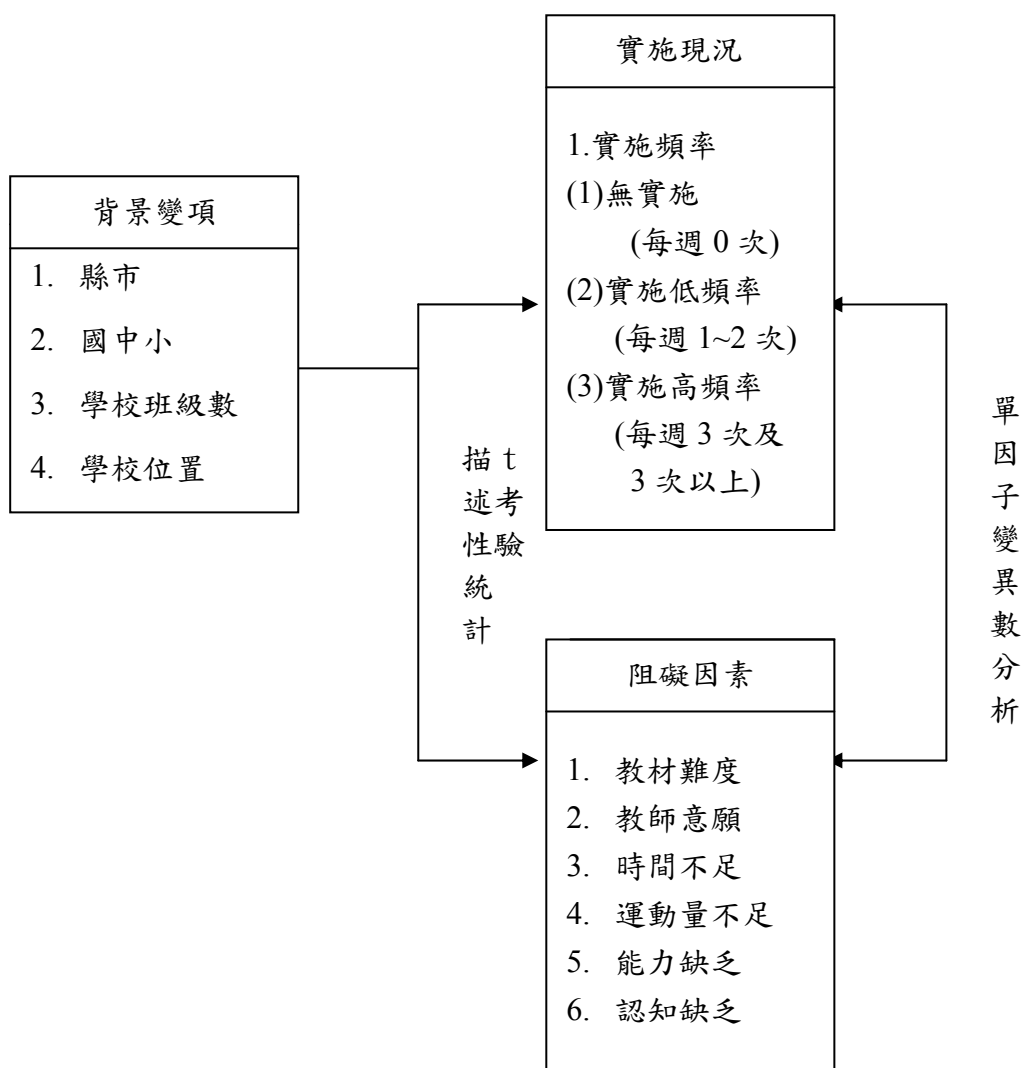 實施現況
1.實施頻率
(1)無實施
(每週 0 次)
(2)實施低頻率
(每週 1~2 次)
(3)實施高頻率
(每週 3 次及
3 次以上)
背景變項
1. 縣市
2. 國中小
3. 學校班級數
4. 學校位置
描述性統計
t考驗
單因子變異數分析
阻礙因素
1. 教材難度
2. 教師意願
3. 時間不足
4. 運動量不足
5. 能力缺乏
6. 認知缺乏